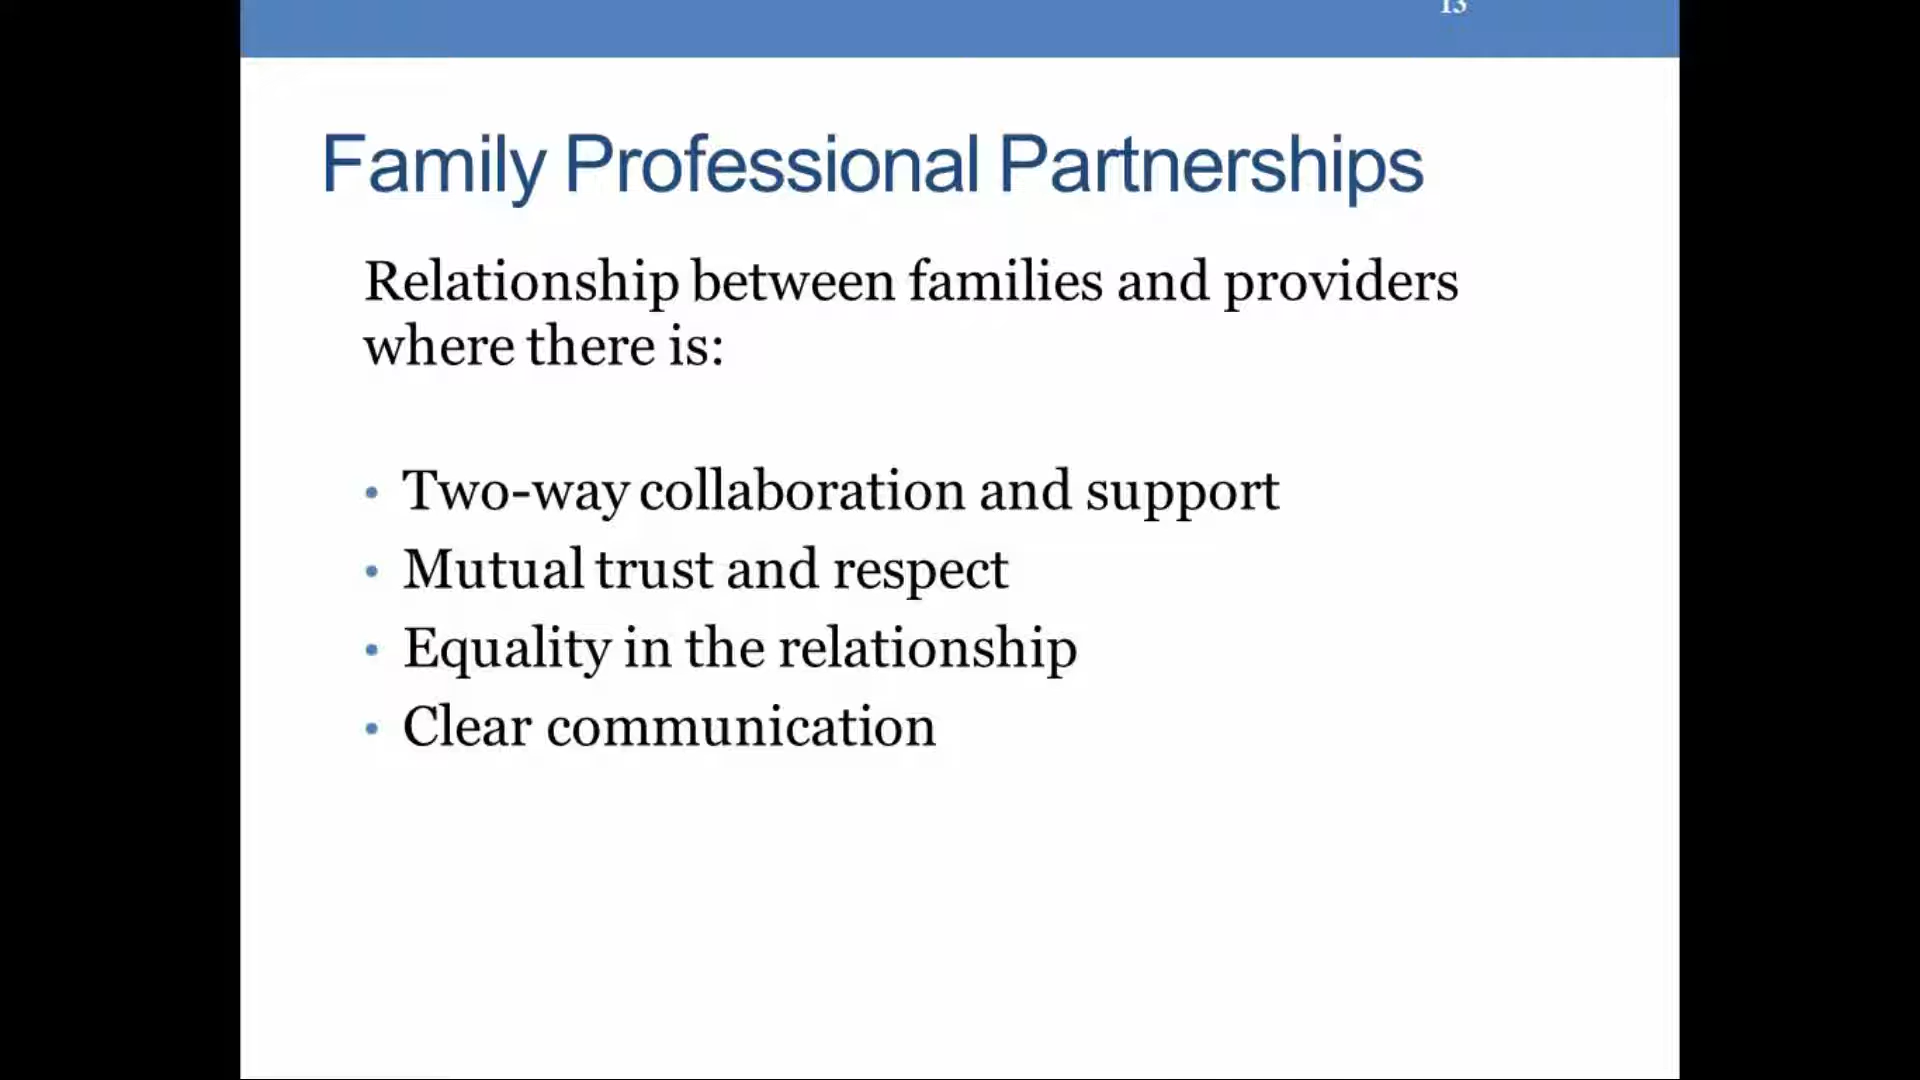 13
Family Professional Partnerships
Relationship between families and providers
where there is:
• Two-way collaboration and support
• Mutual trust and respect
• Equality in the relationship
• Clear communication